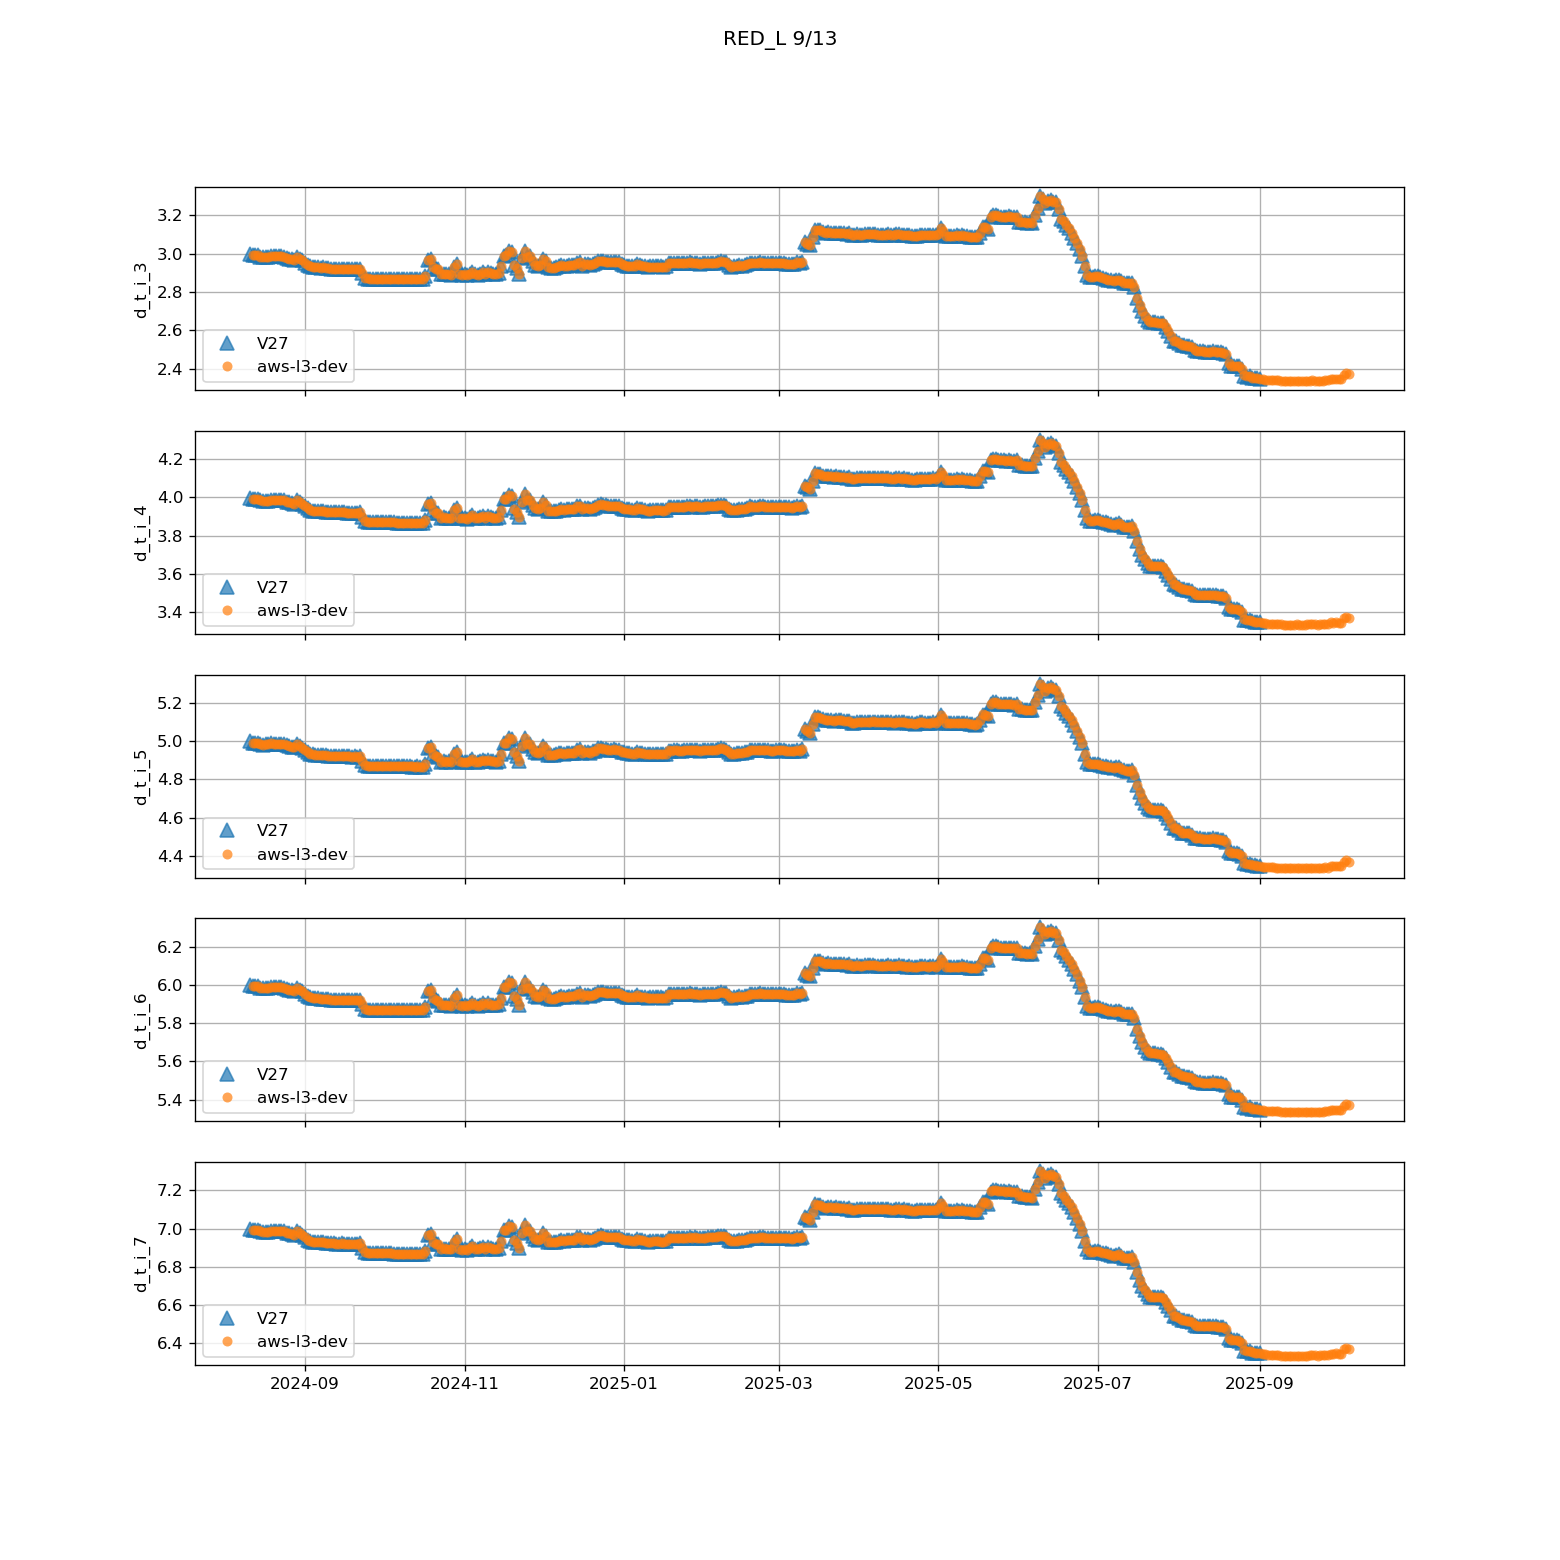 RED_L 9/13
d_t_i_3
3.2
3.0
2.8
2.6
2.4
V27
aws-l3-dev
d_t_i_4
4.2
4.0
3.8
3.6
3.4
V27
aws-l3-dev
d_t_i_5
5.2
5.0
4.8
4.6
4.4
V27
aws-l3-dev
d_t_i_6
6.2
6.0
5.8
5.6
5.4
V27
aws-l3-dev
d_t_i_7
7.2
7.0
6.8
6.6
6.4
V27
aws-l3-dev
2024-09 2024-11 2025-01 2025-03 2025-05 2025-07 2025-09